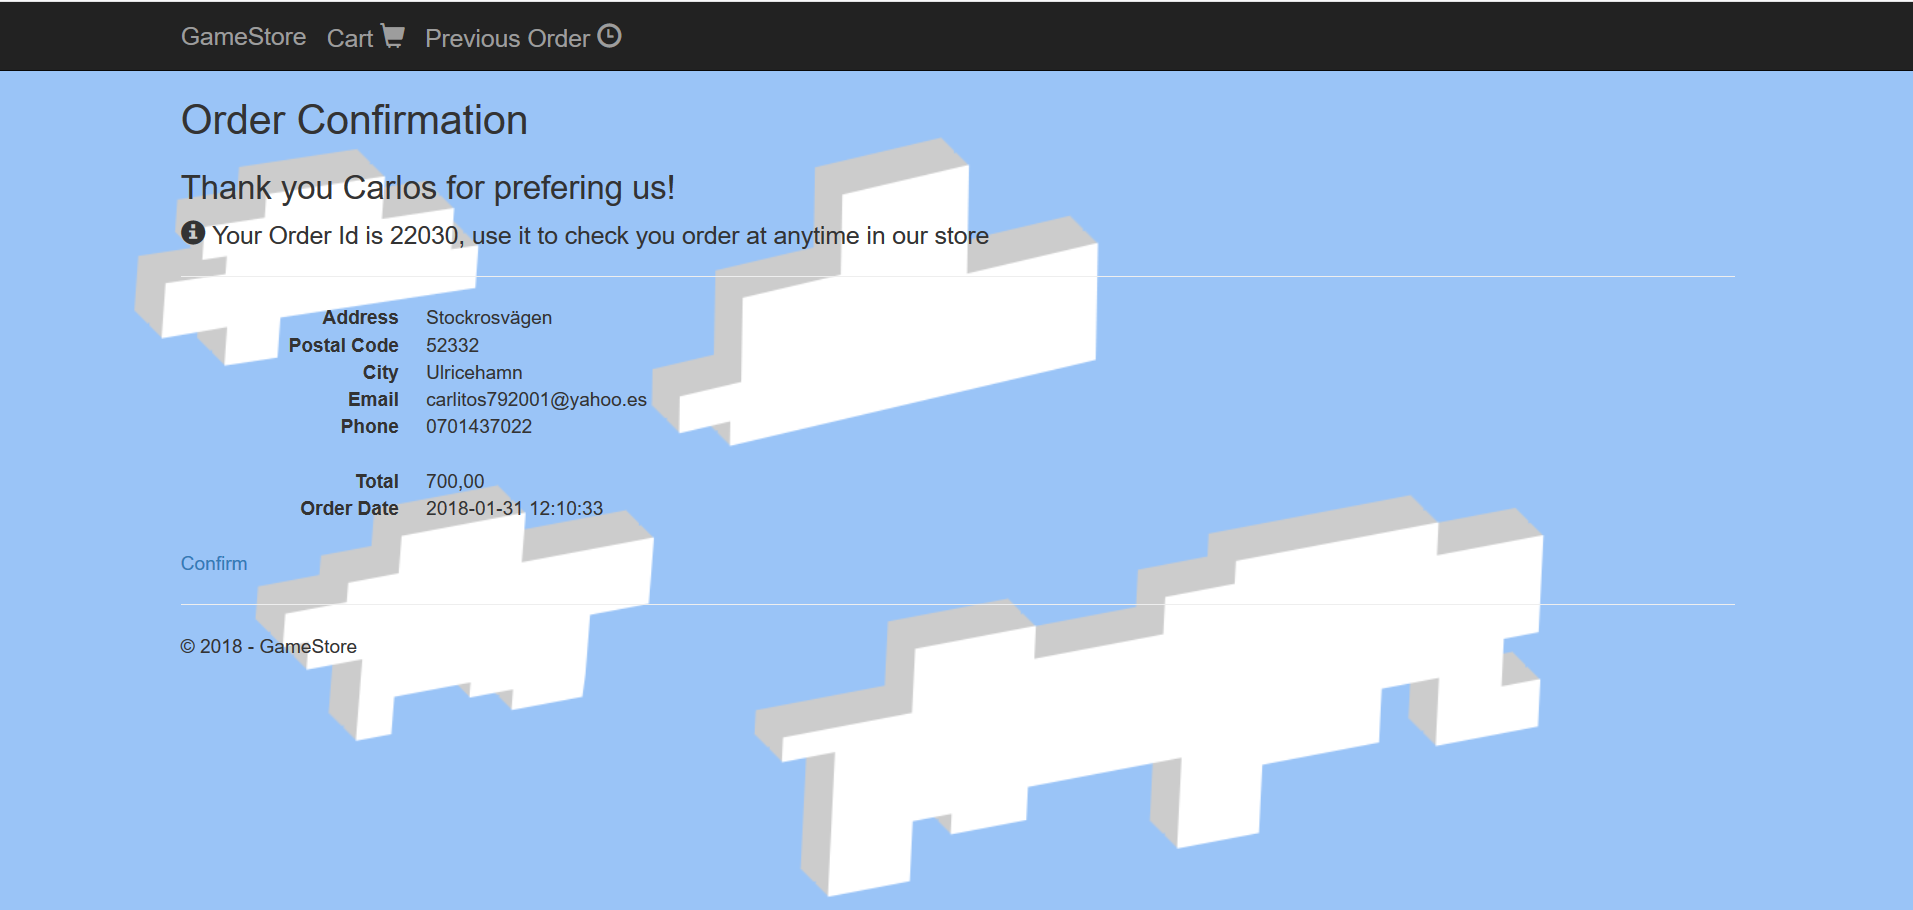 GameStore Cart Previous Order
Order Confirmation
Thank you Carlos for prefering us!
Your Order Id is 22030, use it to check you order at anytime in our store
Address Stockrosvägen
Postal Code 52332
City Ulricehamn
Email carlitos792001@yahoo.es
Phone 0701437022
Total 700,00
Order Date 2018-01-31 12:10:33
Confirm
© 2018 - GameStore